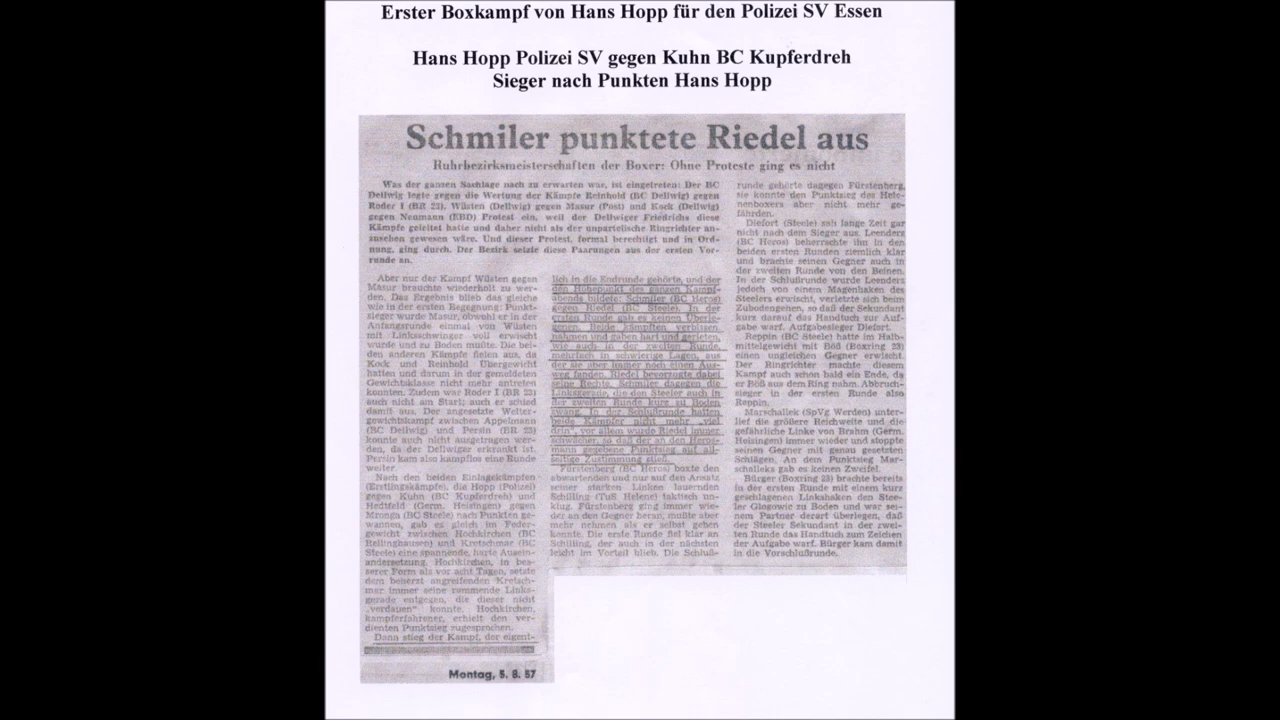 Erster Boxkampf von Hans Hopp für den Polizei SV Essen
Hans Hopp Polizei SV gegen Kuhn BC Kupferdreh
Sieger nach Punkten Hans Hopp
Schmiler punktete Riedel aus
Ruhrbezirksmeisterschaften der Boxer: Ohne Proteste ging es nicht
Was der ganzen Sachlage nach zu erwarten war, ist eingetreten: Der BC
Dellwig legte gegen die Wertung der Kämpfe Reinhold (BC Dellwig) gegen
Roder I (BR 23), Wüsten (Dellwig) gegen Masur (Post) und Kock (Dellwig)
gegen Neumann (EBD) Protest ein, weil der Dellwiger Friedrichs diese
Kämpfe geleitet hatte und daher nicht als der unparteiische Ringrichter an-
zusehen gewesen wäre. Und dieser Protest, formal berechtigt und in Ord-
nung, ging durch. Der Bezirk setzte diese Paarungen aus der ersten Vor-
runde an.
Aber nur der Kampf Wüsten gegen
Masur brauchte wiederholt zu wer-
den. Das Ergebnis blieb das gleiche
wie in der ersten Begegnung: Punkt-
sieger wurde Masur, obwohl er in der
Anfangsrunde einmal von Wüsten
mit Linksschwinger voll erwischt
wurde und zu Boden mußte. Die bei-
den anderen Kämpfe fielen aus, da
Kock und Reinhold Übergewicht
hatten und darum in der gemeldeten
Gewichtsklasse nicht mehr antreten
konnten. Zudem war Roder I (BR 23)
auch nicht am Start; auch er schied
damit aus. Der angesetzte Welter-
gewichtskampf zwischen Appelmann
(BC Dellwig) und Persin (BR 23)
konnte auch nicht ausgetragen wer-
den, da der Dellwiger erkrankt ist.
Persin kam also kampflos eine Runde
weiter.
Nach den beiden Einlagekämpfen
(Erstlingskämpfe), die Hopp (Polizei)
gegen Kuhn (BC Kupferdreh) und
Hedtfeld (Germ. Heisingen) gegen
Mronga (BC Steele) nach Punkten ge-
wannen, gab es gleich im Feder-
gewicht zwischen Hochkirchen (BC
Rellinghausen) und Kretschmar (BC
Steele) eine spannende, harte Ausein-
andersetzung. Hochkirchen, in bes-
serer Form als vor acht Tagen, setzte
dem beherzt angreifenden Kretsch-
mar immer seine rammende Links-
gerade entgegen, die dieser nicht
„verdauen“ konnte. Hochkirchen,
kampferfahrener, erhielt den ver-
dienten Punktsieg zugesprochen.
Dann stieg der Kampf, der eigent-
lich in die Endrunde gehörte, und der
den Höhepunkt des ganzen Kampf-
abends bildete: Schmiler (BC Heros)
gegen Riedel (BC Steele). In der
ersten Runde gab es keinen Überle-
genen. Beide kämpften verbissen,
nahmen und gaben hart und gerieten,
wie auch in der zweiten Runde,
mehrfach in schwierige Lagen, aus
der sie aber immer noch einen Aus-
weg fanden. Riedel bevorzugte dabei
seine Rechte, Schmiler dagegen die
Linksgerade, die den Steeler auch in
der zweiten Runde kurz zu Boden
zwang. In der Schlußrunde hatten
beide Kämpfer nicht mehr „viel
drin“, vor allem wurde Riedel immer
schwächer, so daß der an den Heros-
mann gegebene Punktsieg auf all-
seitige Zustimmung stieß.
Fürstenberg (BC Heros) boxte den
abwartenden und nur auf den Ansatz
seiner starken Linken lauernden
Schilling (TuS Helene) taktisch un-
klug. Fürstenberg ging immer wie-
der an den Gegner heran, mußte aber
mehr nehmen als er selbst geben
konnte. Die erste Runde fiel klar an
Schilling, der auch in der nächsten
leicht im Vorteil blieb. Die Schluß-
runde gehörte dagegen Fürstenberg,
sie konnte den Punktsieg des Hele-
nenboxers aber nicht mehr ge-
fährden.
Diefort (Steele) sah lange Zeit gar
nicht nach dem Sieger aus. Leenders
(BC Heros) beherrschte ihn in den
beiden ersten Runden ziemlich klar
und brachte seinen Gegner auch in
der zweiten Runde von den Beinen.
In der Schlußrunde wurde Leenders
jedoch von einem Magenhaken des
Steelers erwischt, verletzte sich beim
Zubodengehen, so daß der Sekundant
kurz darauf das Handtuch zur Auf-
gabe warf. Aufgabesieger Diefort.
Reppin (BC Steele) hatte im Halb-
mittelgewicht mit Böß (Boxring 23)
einen ungleichen Gegner erwischt.
Der Ringrichter machte diesem
Kampf auch schon bald ein Ende, da
er Böß aus dem Ring nahm. Abbruch-
sieger in der ersten Runde also
Reppin.
Marschallek (SpVg Werden) unter-
lief die größere Reichweite und die
gefährliche Linke von Brahm (Germ.
Heisingen) immer wieder und stoppte
seinen Gegner mit genau gesetzten
Schlägen. An dem Punktsieg Mar-
schalleks gab es keinen Zweifel.
Bürger (Boxring 23) brachte bereits
in der ersten Runde mit einem kurz
geschlagenen Linkshaken den Stee-
ler Glogowic zu Boden und war sei-
nem Partner derart überlegen, daß
der Steeler Sekundant in der zwei-
ten Runde das Handtuch zum Zeichen
der Aufgabe warf. Bürger kam damit
in die Vorschlußrunde.
Montag, 5. 8. 57